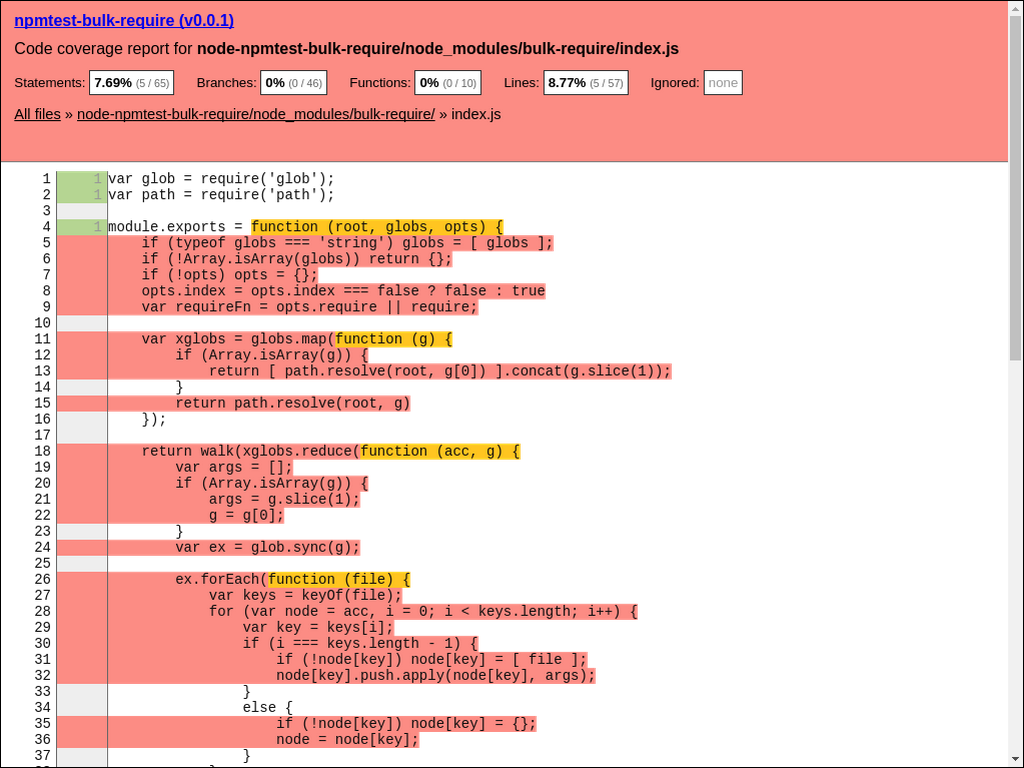 npmtest-bulk-require (v0.0.1)
Code coverage report for node-npmtest-bulk-require/node_modules/bulk-require/index.js
Statements: 7.69% (5 / 65) Branches: 0% (0 / 46) Functions: 0% (0 / 10) Lines: 8.77% (5 / 57) Ignored: none
All files » node-npmtest-bulk-require/node_modules/bulk-require/ » index.js
1 1 var glob = require('glob');
2 1 var path = require('path');
3
4 1 module.exports = function (root, globs, opts) {
5     if (typeof globs === 'string') globs = [ globs ];
6     if (!Array.isArray(globs)) return {};
7     if (!opts) opts = {};
8     opts.index = opts.index === false ? false : true
9     var requireFn = opts.require || require;
10
11     var xglobs = globs.map(function (g) {
12         if (Array.isArray(g)) {
13             return [ path.resolve(root, g[0]) ].concat(g.slice(1));
14         }
15         return path.resolve(root, g)
16     });
17
18     return walk(xglobs.reduce(function (acc, g) {
19         var args = [];
20         if (Array.isArray(g)) {
21             args = g.slice(1);
22             g = g[0];
23         }
24         var ex = glob.sync(g);
25
26         ex.forEach(function (file) {
27             var keys = keyOf(file);
28             for (var node = acc, i = 0; i < keys.length; i++) {
29                 var key = keys[i];
30                 if (i === keys.length - 1) {
31                     if (!node[key]) node[key] = [ file ];
32                     node[key].push.apply(node[key], args);
33                 }
34                 else {
35                     if (!node[key]) node[key] = {};
36                     node = node[key];
37                 }